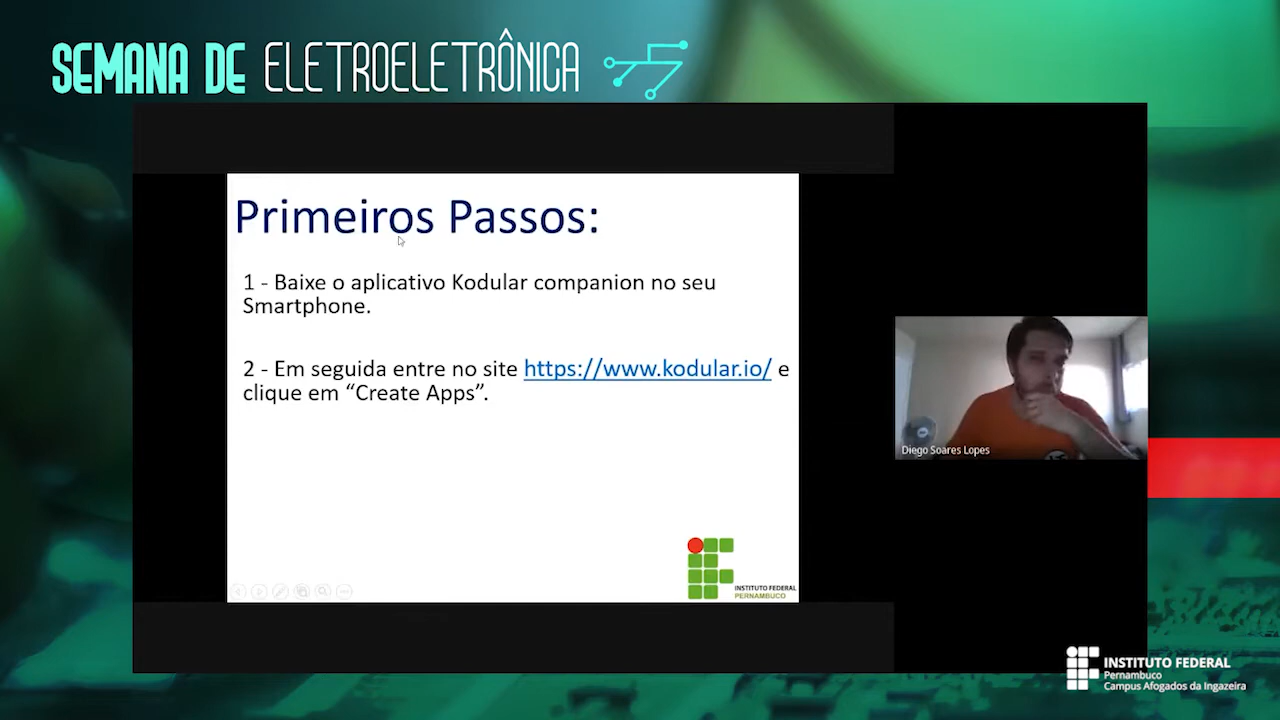 SEMANA DE ELETROELETRÔNICA
Primeiros Passos:
1 - Baixe o aplicativo Kodular companion no seu
Smartphone.
2 - Em seguida entre no site https://www.kodular.io/ e
clique em “Create Apps”.
INSTITUTO FEDERAL
PERNAMBUCO
Diego Soares Lopes
INSTITUTO FEDERAL
Pernambuco
Campus Afogados da Ingazeira